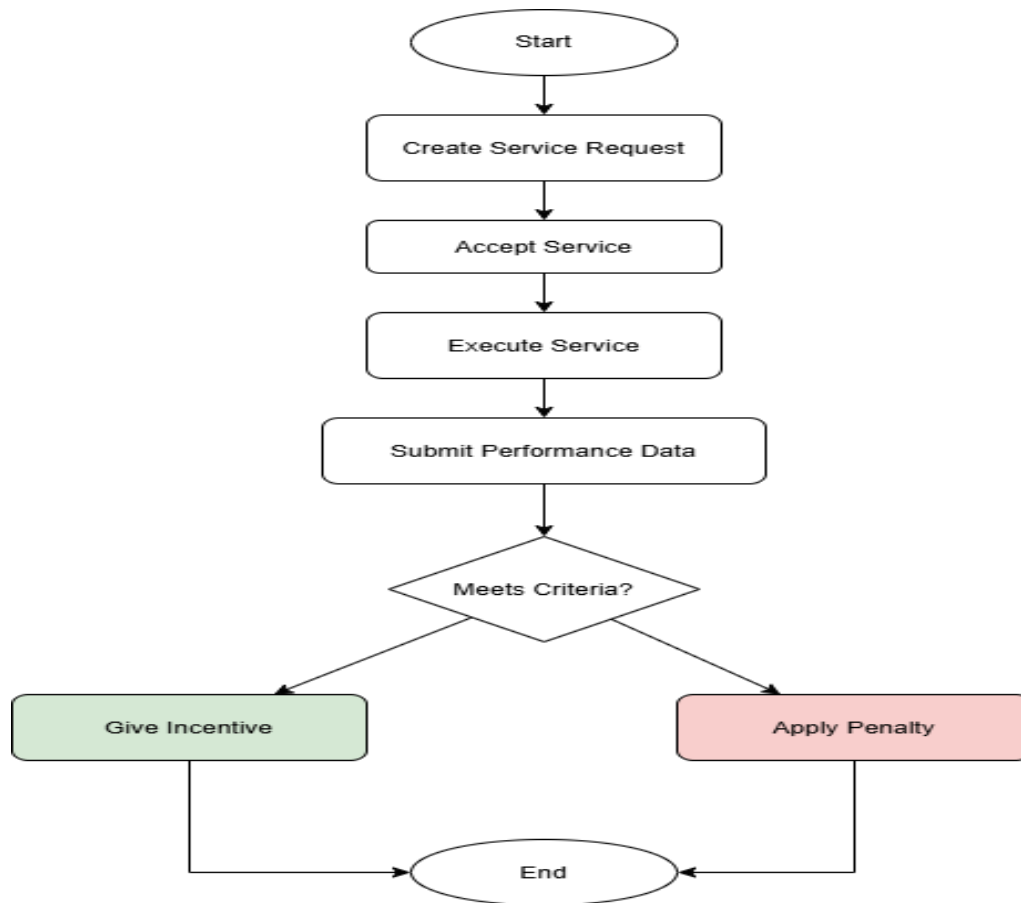 Start
Create Service Request
Accept Service
Execute Service
Submit Performance Data
Meets Criteria?
Give Incentive
Apply Penalty
End